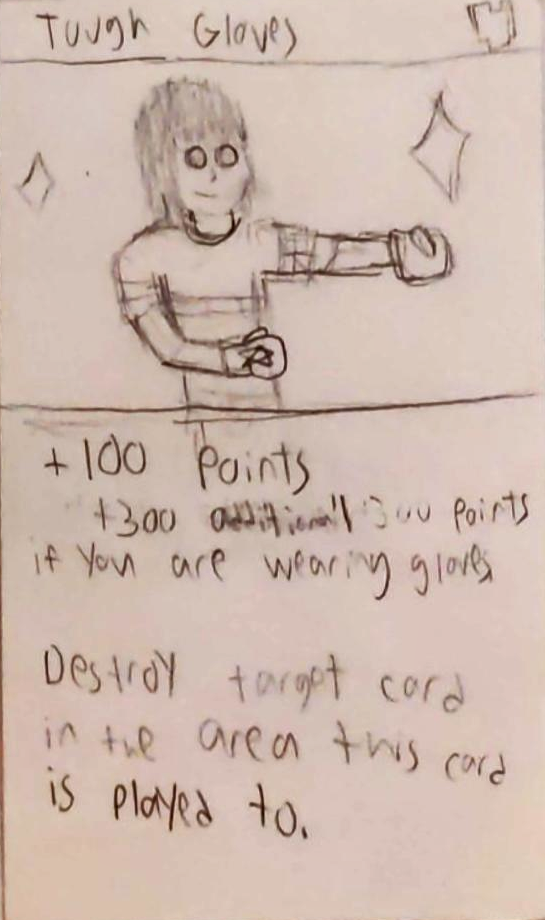 Tough Gloves
+100 Points
+300 additional 300 Points
if you are wearing gloves
Destroy target card
in the area this card
is played to.